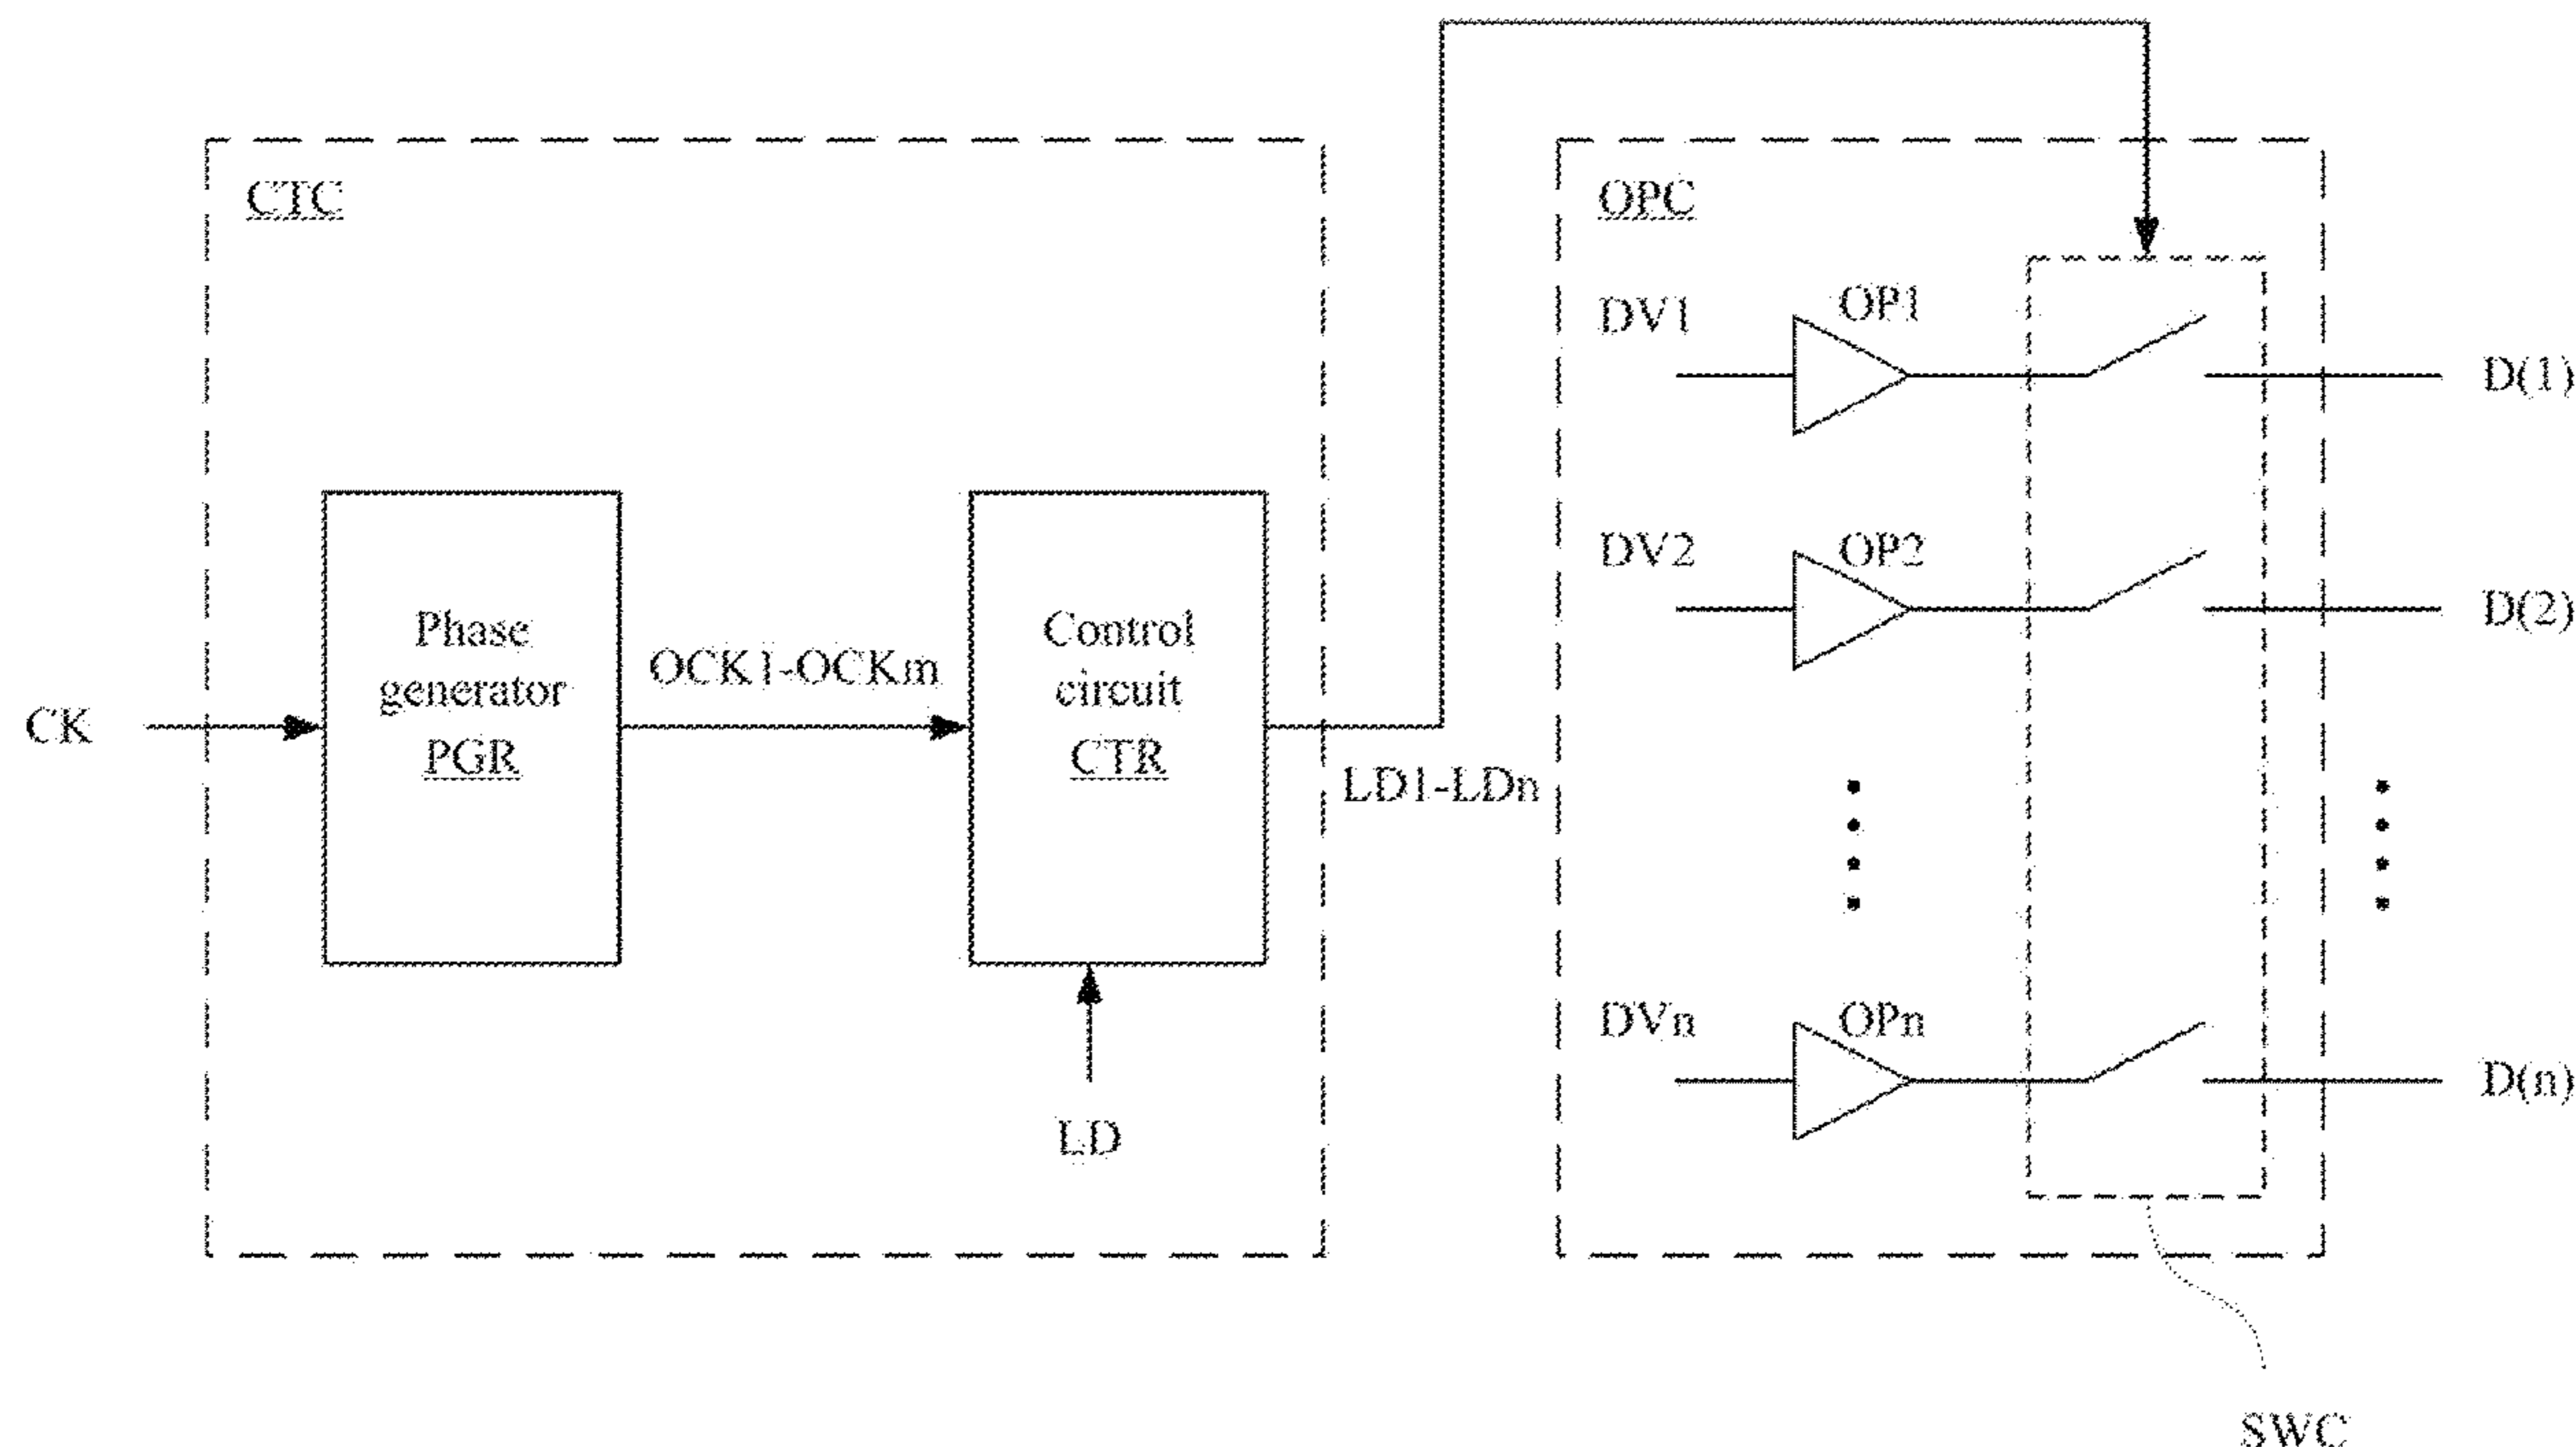 CTC
OPC
DV1
OP1
D(1)
DV2
OP2
D(2)
Phase
generator
PGR
OCK1-OCKm
Control
circuit
CTR
CK
LD1-LDn
LD
DVn
OPn
D(n)
SWC